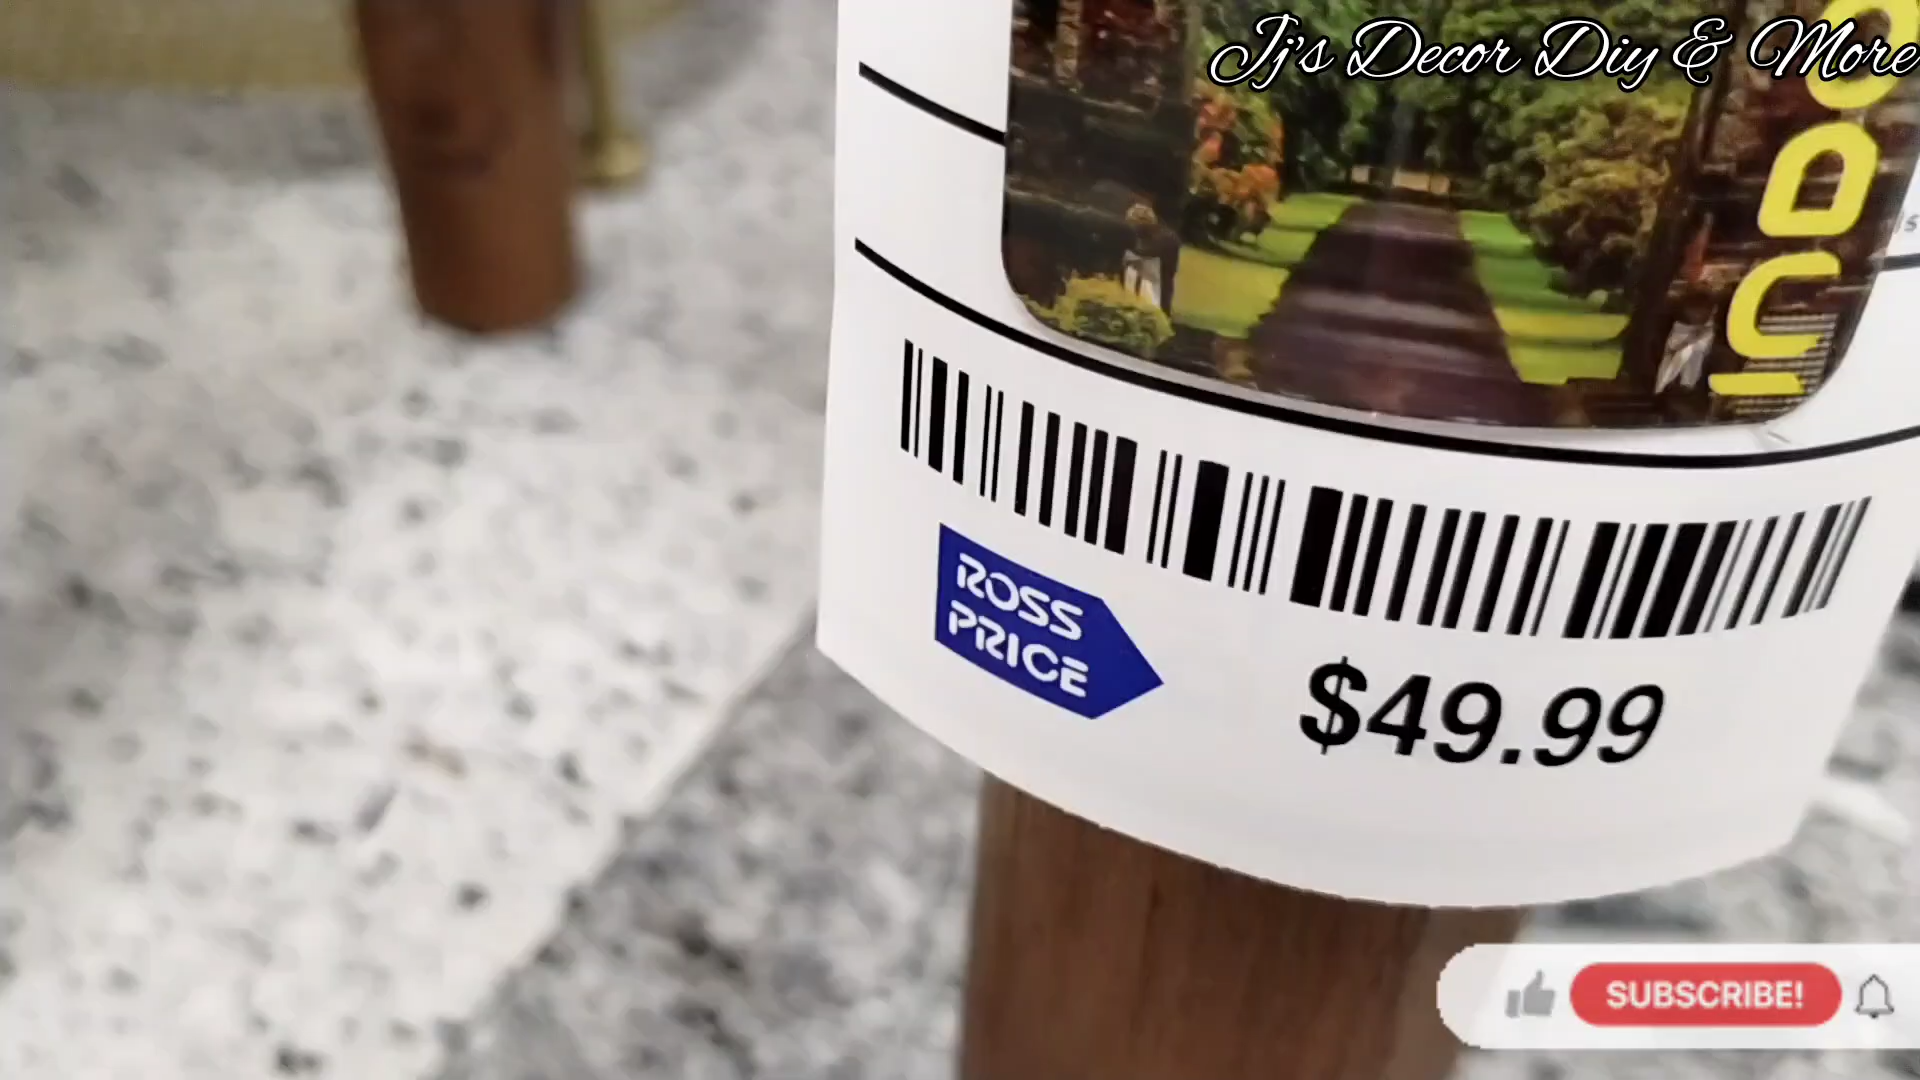 Jj's Decor Diy & More
ROSS
PRICE
$49.99
SUBSCRIBE!